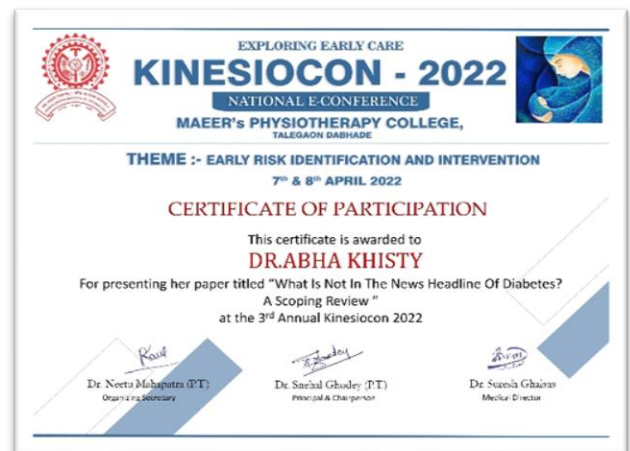 EXPLORING EARLY CARE
KINESIOCON - 2022
NATIONAL E-CONFERENCE
MAEER's PHYSIOTHERAPY COLLEGE,
TALEGAON DABHADE
THEME :- EARLY RISK IDENTIFICATION AND INTERVENTION
7th & 8th APRIL 2022
CERTIFICATE OF PARTICIPATION
This certificate is awarded to
DR.ABHA KHISTY
For presenting her paper titled "What Is Not In The News Headline Of Diabetes?
A Scoping Review "
at the 3rd Annual Kinesiocon 2022
Dr. Neetu Mahapatra (P.T) Dr. Snehal Ghodey (P.T) Dr. Suresh Ghaisas
Organizing Secretary Principal & Chairperson Medical Director